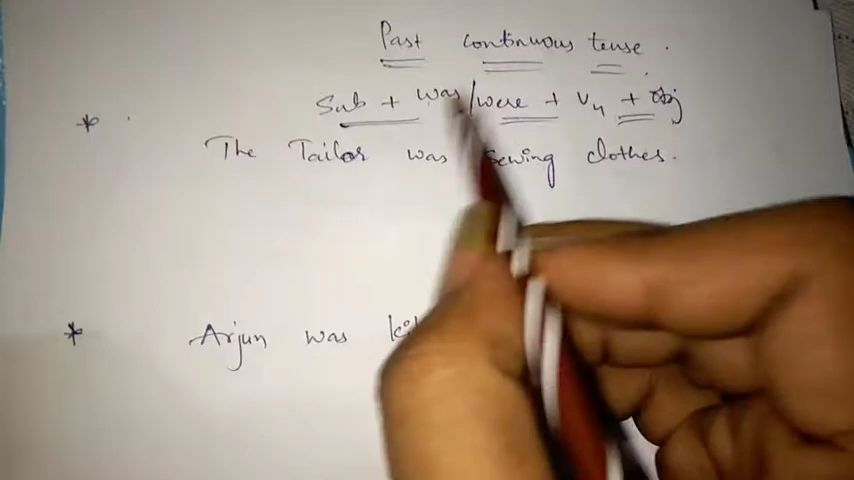 Past continuous tense.
* Sub + was/were + V4 + obj
The Tailor was sewing clothes.
* Arjun was